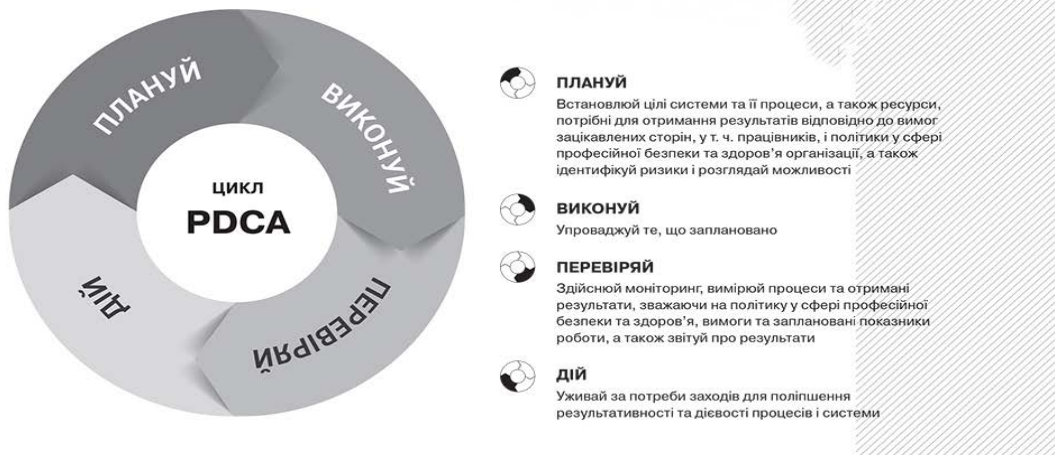 ПЛАНУЙ
ВИКОНУЙ
ПЕРЕВІРЯЙ
ДІЙ
ЦИКЛ
PDCA
ПЛАНУЙ
Встановлюй цілі системи та її процеси, а також ресурси,
потрібні для отримання результатів відповідно до вимог
зацікавлених сторін, у т. ч. працівників, і політики у сфері
професійної безпеки та здоров’я організації, а також
ідентифікуй ризики і розглядай можливості
ВИКОНУЙ
Упроваджуй те, що заплановано
ПЕРЕВІРЯЙ
Здійснюй моніторинг, вимірюй процеси та отримані
результати, зважаючи на політику у сфері професійної
безпеки та здоров’я, вимоги та заплановані показники
роботи, а також звітуй про результати
ДІЙ
Уживай за потреби заходів для поліпшення
результативності та дієвості процесів і системи